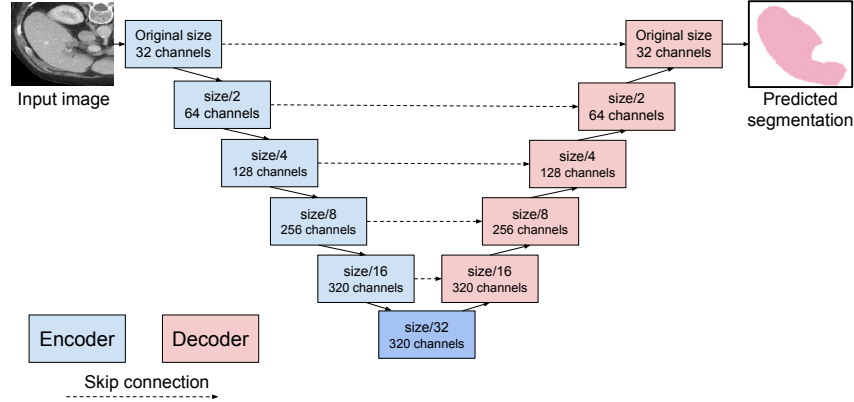 Original size
32 channels
Original size
32 channels
Input image
Predicted
segmentation
size/2
64 channels
size/2
64 channels
size/4
128 channels
size/4
128 channels
size/8
256 channels
size/8
256 channels
size/16
320 channels
size/16
320 channels
size/32
320 channels
Encoder
Decoder
Skip connection